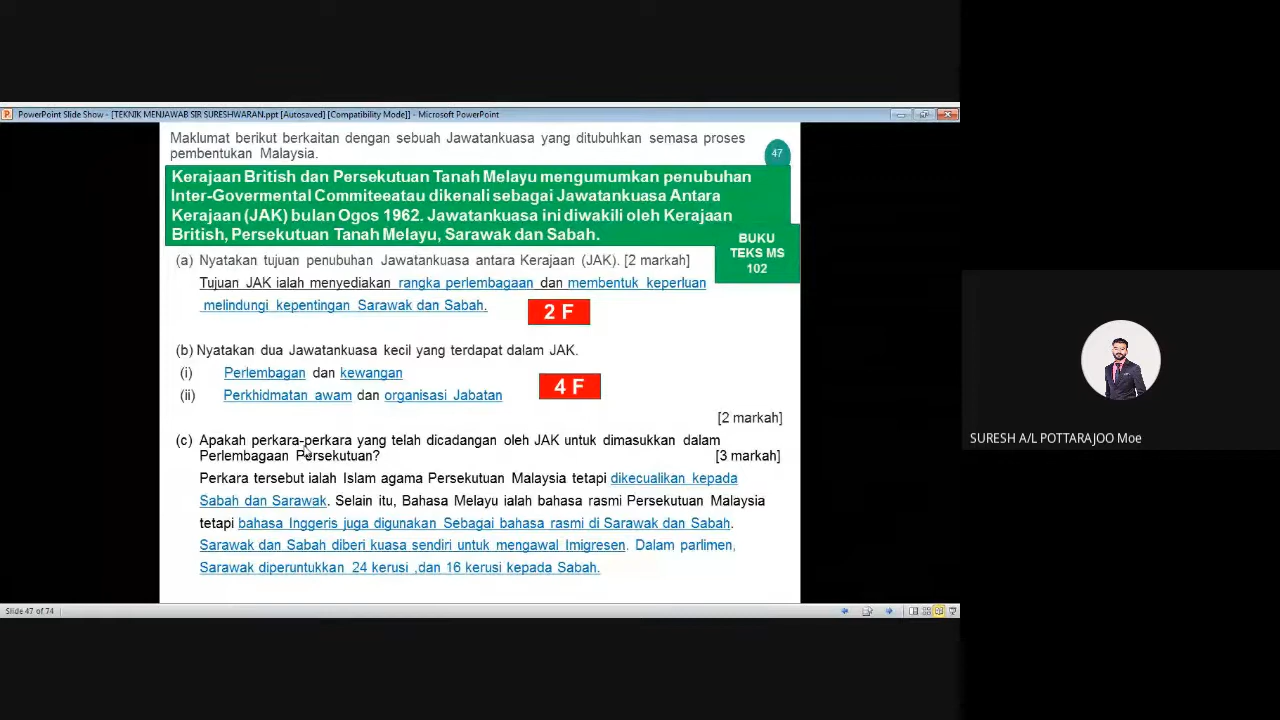 PowerPoint Slide Show - [TEKNIK MENJAWAB SIR SURESHWARAN.ppt [Autosaved] [Compatibility Mode]] - Microsoft PowerPoint
Maklumat berikut berkaitan dengan sebuah Jawatankuasa yang ditubuhkan semasa proses
pembentukan Malaysia.
47
Kerajaan British dan Persekutuan Tanah Melayu mengumumkan penubuhan
Inter-Govermental Commiteeatau dikenali sebagai Jawatankuasa Antara
Kerajaan (JAK) bulan Ogos 1962. Jawatankuasa ini diwakili oleh Kerajaan
British, Persekutuan Tanah Melayu, Sarawak dan Sabah.
BUKU
TEKS MS
102
(a) Nyatakan tujuan penubuhan Jawatankuasa antara Kerajaan (JAK). [2 markah]
Tujuan JAK ialah menyediakan rangka perlembagaan dan membentuk keperluan
melindungi kepentingan Sarawak dan Sabah.
2 F
(b) Nyatakan dua Jawatankuasa kecil yang terdapat dalam JAK.
(i) Perlembagan dan kewangan
(ii) Perkhidmatan awam dan organisasi Jabatan
4 F
[2 markah]
(c) Apakah perkara-perkara yang telah dicadangan oleh JAK untuk dimasukkan dalam
Perlembagaan Persekutuan? [3 markah]
Perkara tersebut ialah Islam agama Persekutuan Malaysia tetapi dikecualikan kepada
Sabah dan Sarawak. Selain itu, Bahasa Melayu ialah bahasa rasmi Persekutuan Malaysia
tetapi bahasa Inggeris juga digunakan Sebagai bahasa rasmi di Sarawak dan Sabah.
Sarawak dan Sabah diberi kuasa sendiri untuk mengawal Imigresen. Dalam parlimen,
Sarawak diperuntukkan 24 kerusi ,dan 16 kerusi kepada Sabah.
Slide 47 of 74
SURESH A/L POTTARAJOO Moe